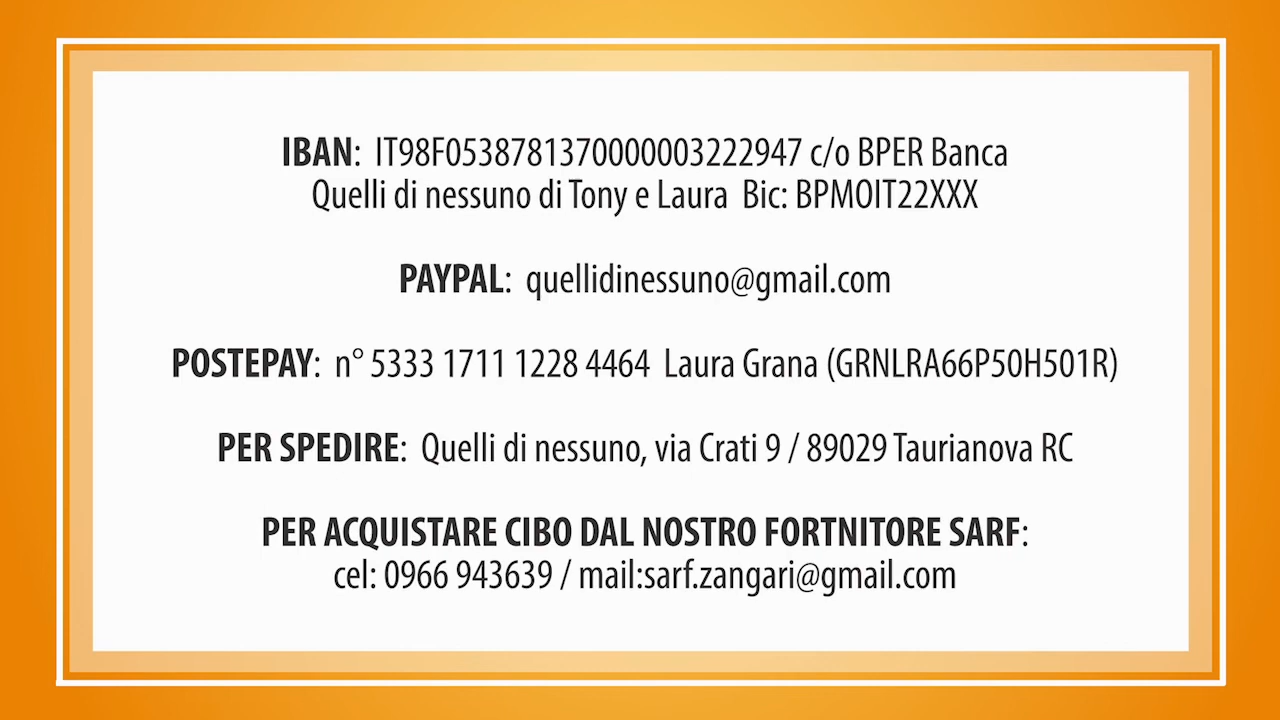 IBAN: IT98F0538781370000003222947 c/o BPER Banca
Quelli di nessuno di Tony e Laura Bic: BPMOIT22XXX
PAYPAL: quellidinessuno@gmail.com
POSTEPAY: n° 5333 1711 1228 4464 Laura Grana (GRNLRA66P50H501R)
PER SPEDIRE: Quelli di nessuno, via Crati 9 / 89029 Taurianova RC
PER ACQUISTARE CIBO DAL NOSTRO FORTNITORE SARF:
cel: 0966 943639 / mail:sarf.zangari@gmail.com